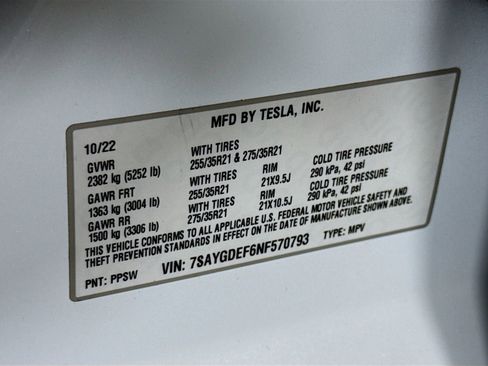 MFD BY TESLA, INC.
10/22
GVWR WITH TIRES COLD TIRE PRESSURE
2382 kg (5252 lb) 255/35R21 & 275/35R21 290 kPa, 42 psi
GAWR FRT WITH TIRES RIM COLD TIRE PRESSURE
1363 kg (3004 lb) 255/35R21 21X9.5J 290 kPa, 42 psi
GAWR RR WITH TIRES RIM
1500 kg (3306 lb) 275/35R21 21X10.5J
THIS VEHICLE CONFORMS TO ALL APPLICABLE U.S. FEDERAL MOTOR VEHICLE SAFETY AND
THEFT PREVENTION STANDARDS IN EFFECT ON THE DATE OF MANUFACTURE SHOWN ABOVE.
PNT: PPSW VIN: 7SAYGDEF6NF570793 TYPE: MPV